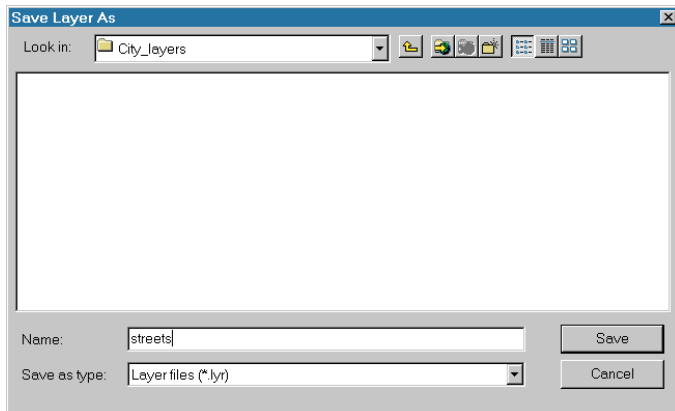 Save Layer As
Look in: City_layers
Name: streets Save
Save as type: Layer files (*.lyr) Cancel